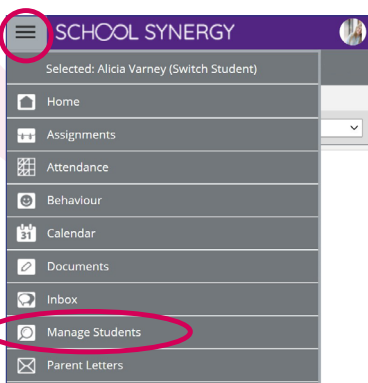 SCHOOL SYNERGY
Selected: Alicia Varney (Switch Student)
Home
Assignments
Attendance
Behaviour
31 Calendar
Documents
Inbox
Manage Students
Parent Letters